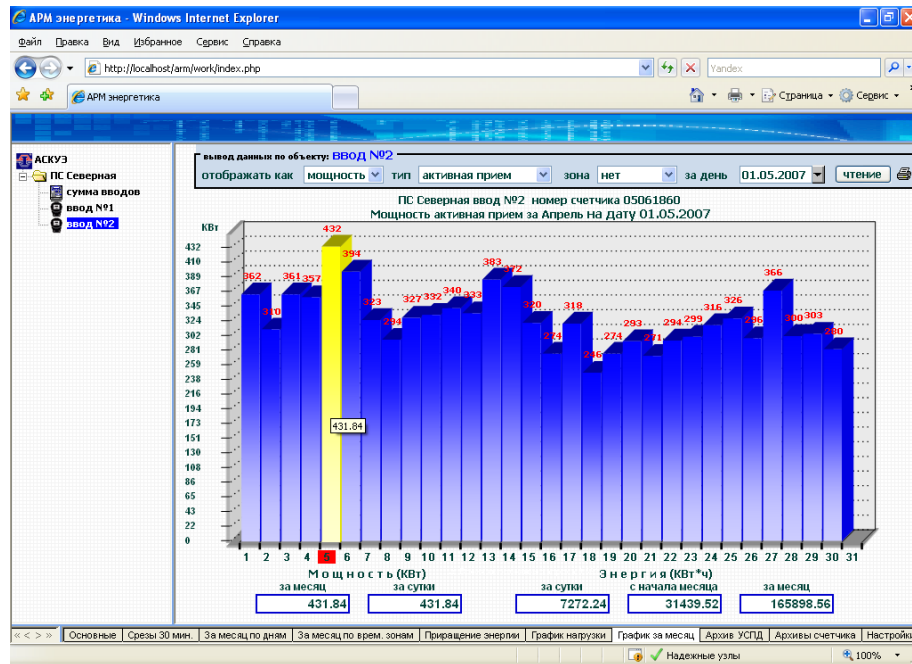 АРМ энергетика - Windows Internet Explorer
Файл Правка Вид Избранное Сервис Справка
http://localhost/arm/work/index.php Yandex
АРМ энергетика Страница Сервис
АСКУЭ
ПС Северная
сумма вводов
ввод №1
ввод №2
вывод данных по объекту: ВВОД №2
отображать как мощность тип активная прием зона нет за день 01.05.2007 чтение
ПС Северная ввод №2 номер счетчика 05061860
Мощность активная прием за Апрель на дату 01.05.2007
КВт
432
410
389
367
345
324
302
281
259
238
216
194
173
151
130
108
86
65
43
22
0
362 310 361 357 432 394 323 294 327 332 340 333 383 372 320 274 318 246 274 293 271 294 299 316 326 296 366 300 303 280
431.84
1 2 3 4 5 6 7 8 9 10 11 12 13 14 15 16 17 18 19 20 21 22 23 24 25 26 27 28 29 30 31
Мощность (КВт) Энергия (КВт*ч)
за месяц за сутки за сутки с начала месяца за месяц
431.84 431.84 7272.24 31439.52 165898.56
« < > » Основные Срезы 30 мин. За месяц по дням За месяц по врем. зонам Приращение энергии График нагрузки График за месяц Архив УСПД Архивы счетчика Настройки
Надежные узлы 100%